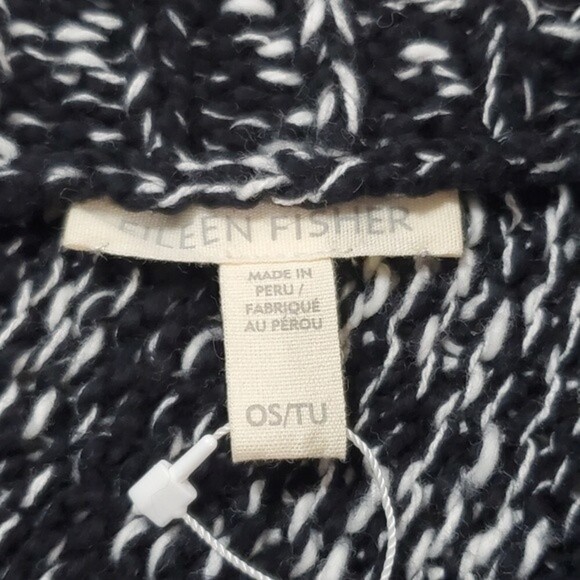 EILEEN FISHER
MADE IN
PERU /
FABRIQUÉ
AU PÉROU
OS/TU